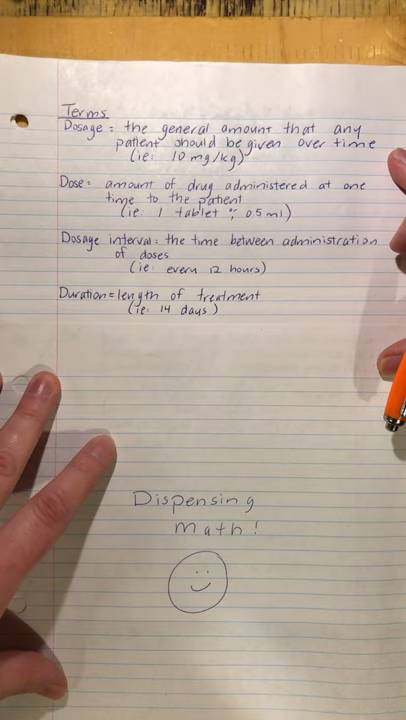 Terms
Dosage = the general amount that any
patient should be given over time
(ie: 10 mg/kg)
Dose = amount of drug administered at one
time to the patient
(ie: 1 tablet ; 0.5 ml)
Dosage interval = the time between administration
of doses
(ie: every 12 hours)
Duration = length of treatment
(ie: 14 days)
Dispensing
Math!